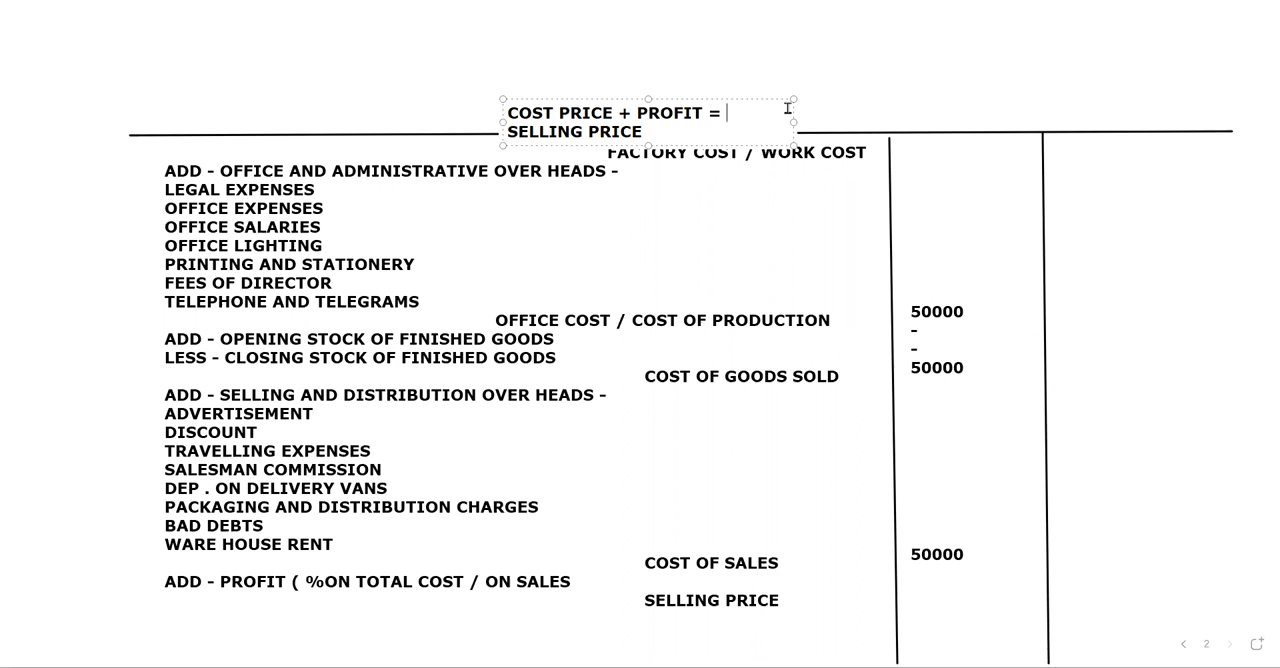 COST PRICE + PROFIT =
SELLING PRICE
FACTORY COST / WORK COST
ADD - OFFICE AND ADMINISTRATIVE OVER HEADS -
LEGAL EXPENSES
OFFICE EXPENSES
OFFICE SALARIES
OFFICE LIGHTING
PRINTING AND STATIONERY
FEES OF DIRECTOR
TELEPHONE AND TELEGRAMS
OFFICE COST / COST OF PRODUCTION 50000
ADD - OPENING STOCK OF FINISHED GOODS -
LESS - CLOSING STOCK OF FINISHED GOODS -
COST OF GOODS SOLD 50000
ADD - SELLING AND DISTRIBUTION OVER HEADS -
ADVERTISEMENT
DISCOUNT
TRAVELLING EXPENSES
SALESMAN COMMISSION
DEP . ON DELIVERY VANS
PACKAGING AND DISTRIBUTION CHARGES
BAD DEBTS
WARE HOUSE RENT
COST OF SALES 50000
ADD - PROFIT ( %ON TOTAL COST / ON SALES
SELLING PRICE
2